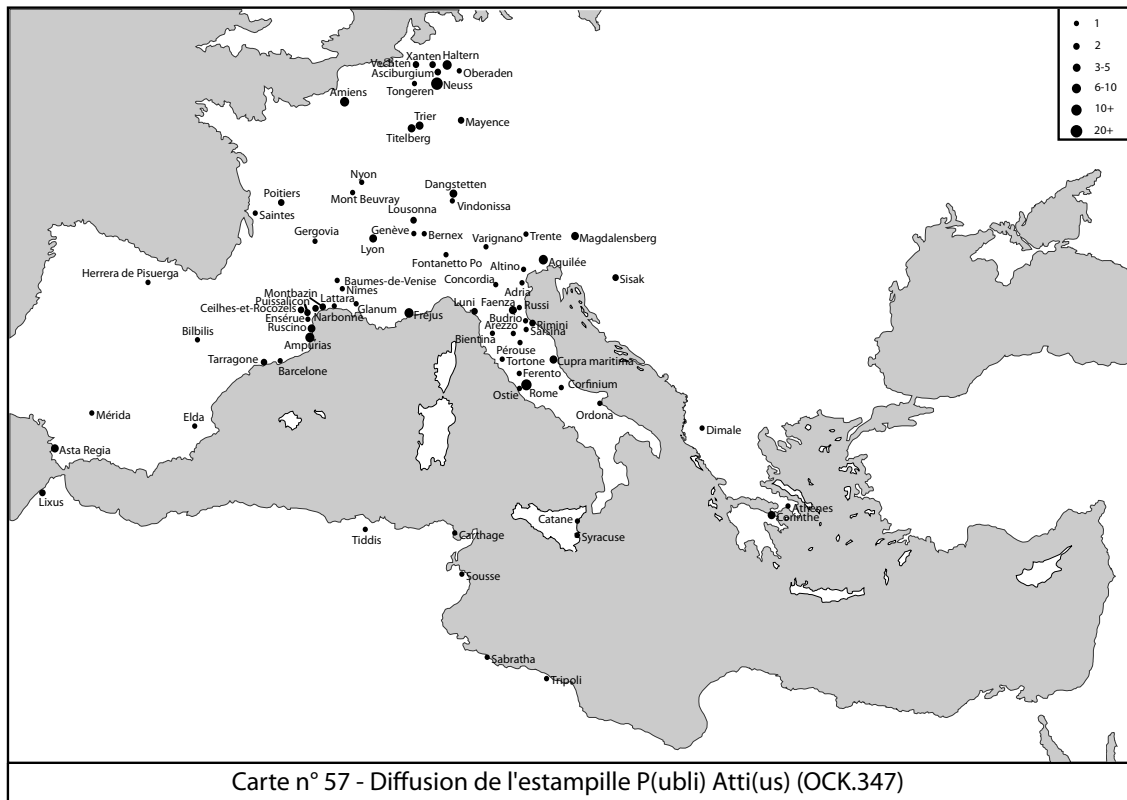 1
2
3-5
6-10
10+
20+
Xanten
Haltern
Vechten
Asciburgium
Oberaden
Tongeren
Neuss
Amiens
Trier
Mayence
Titelberg
Nyon
Mont Beuvray
Dangstetten
Vindonissa
Poitiers
Saintes
Lousonna
Gergovia
Genève
Bernex
Varignano
Trente
Magdalensberg
Lyon
Fontanetto Po
Altino
Aquilée
Herrera de Pisuerga
Baumes-de-Venise
Concordia
Sisak
Montbazin
Nîmes
Adria
Puissalicon
Lattara
Ceilhes-et-Rocozels
Glanum
Luni
Faenza
Russi
Ensérue
Narbonne
Fréjus
Budrio
Rimini
Ruscino
Arezzo
Sarsina
Bilbilis
Ampurias
Bientina
Pérouse
Tarragone
Barcelone
Tortone
Cupra maritima
Ferento
Ostie
Rome
Corfinium
Mérida
Elda
Ordona
Dimale
Asta Regia
Lixus
Catane
Athènes
Corinthe
Tiddis
Carthage
Syracuse
Sousse
Sabratha
Tripoli
Carte n° 57 - Diffusion de l'estampille P(ubli) Atti(us) (OCK.347)